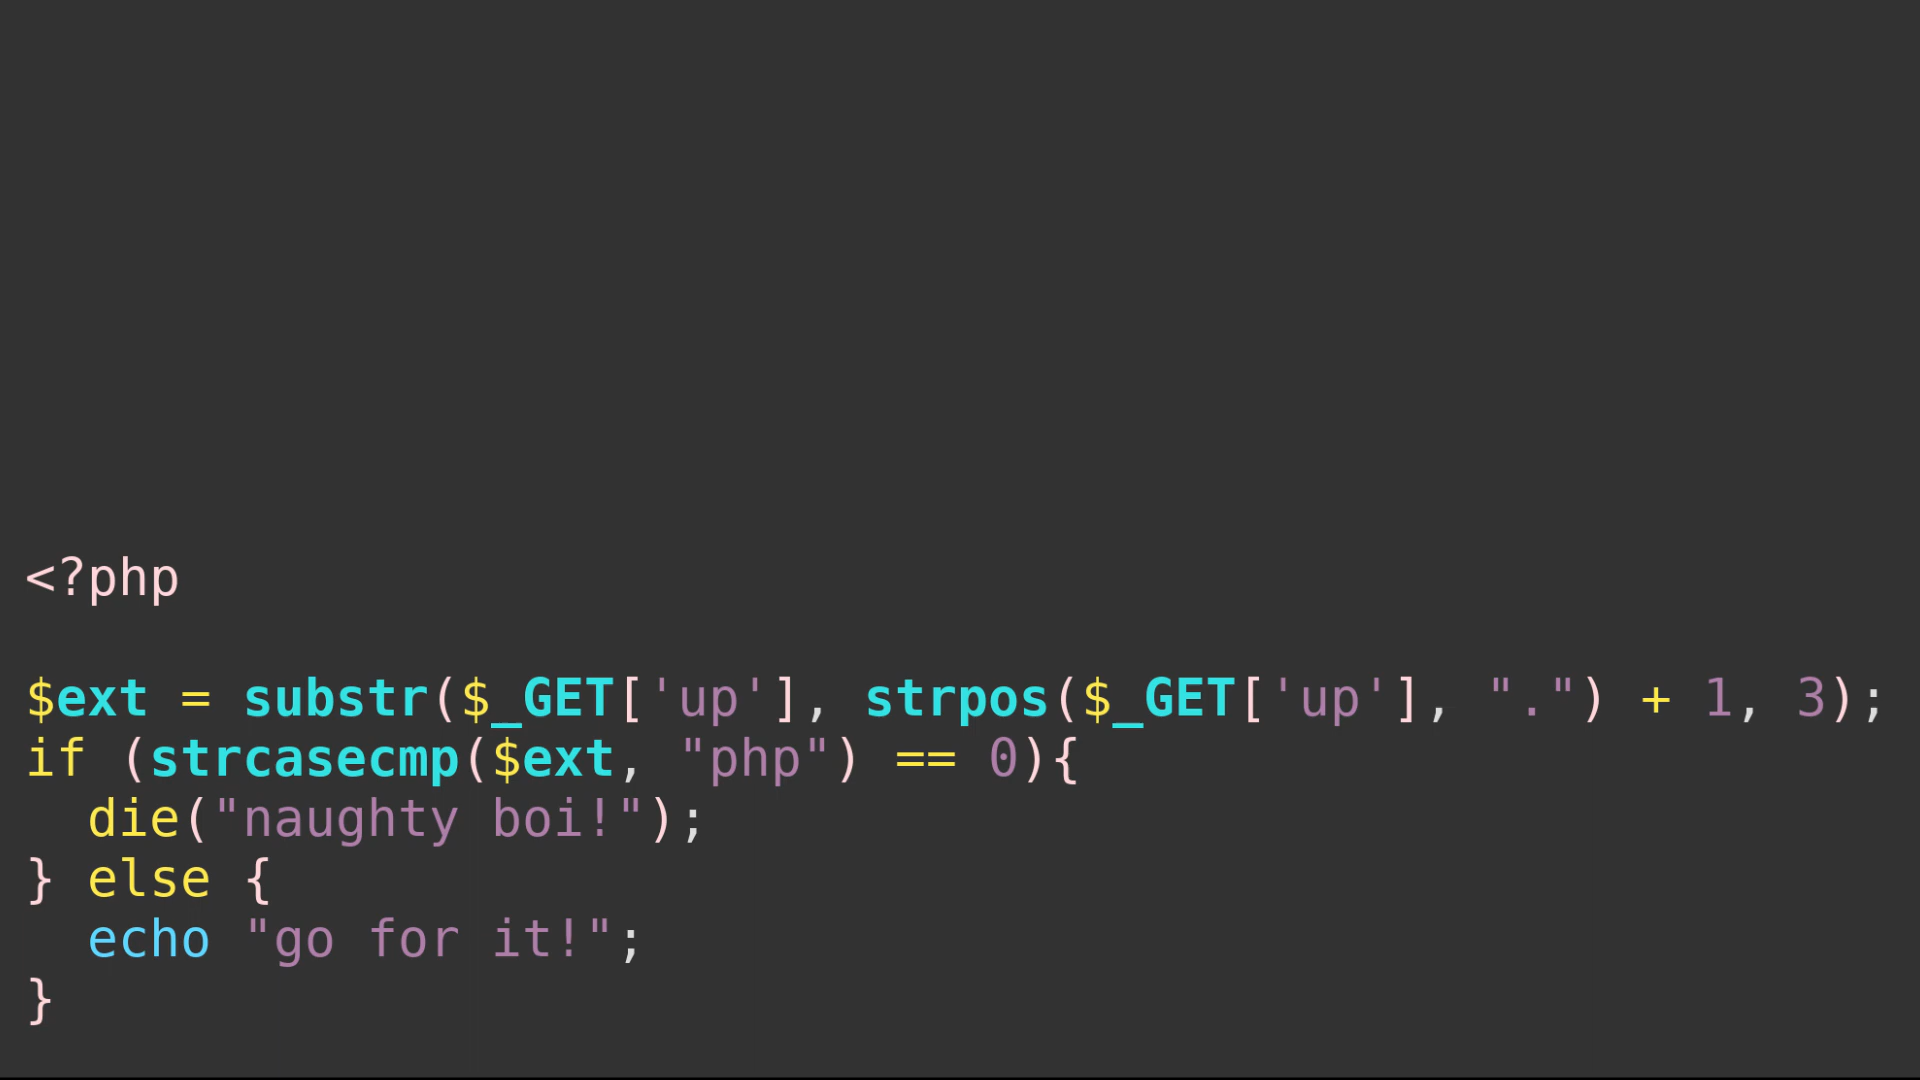 <?php
$ext = substr($_GET['up'], strpos($_GET['up'], ".") + 1, 3);
if (strcasecmp($ext, "php") == 0){
  die("naughty boi!");
} else {
  echo "go for it!";
}